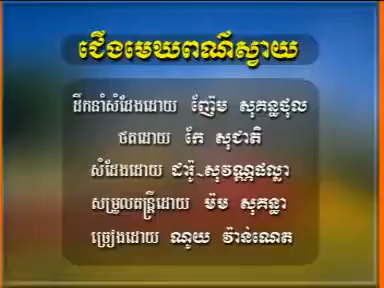 ជើងមេឃពណ៌ស្វាយ
ដឹកនាំសំដែងដោយ ញ៉ែម សុគន្ធថុល
ថតដោយ កែ សុជាតិ
សំដែងដោយ ដារ៉ូ~សុវណ្ណផល្លា
សម្រួលតន្ត្រីដោយ ម៉ម សុគន្ធា
ច្រៀងដោយ ណូយ វ៉ាន់ណេត